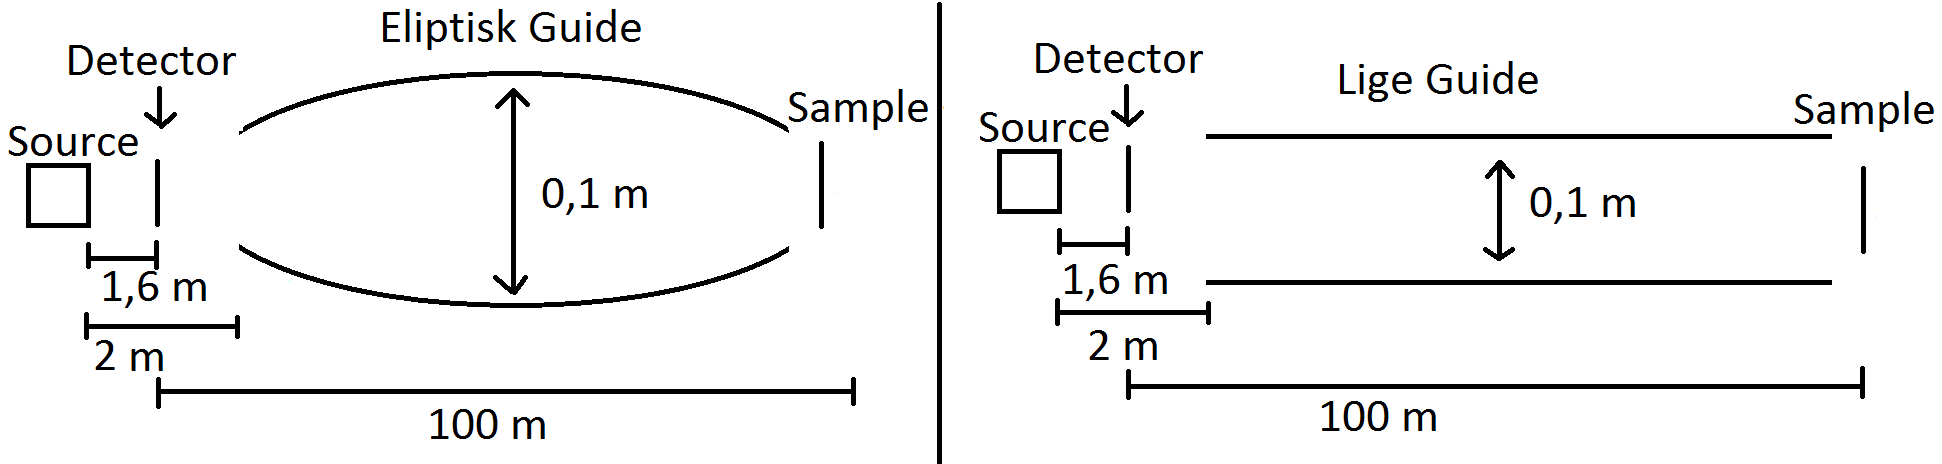 Eliptisk Guide
Detector
Source
Sample
0,1 m
1,6 m
2 m
100 m
Detector
Lige Guide
Source
Sample
0,1 m
1,6 m
2 m
100 m